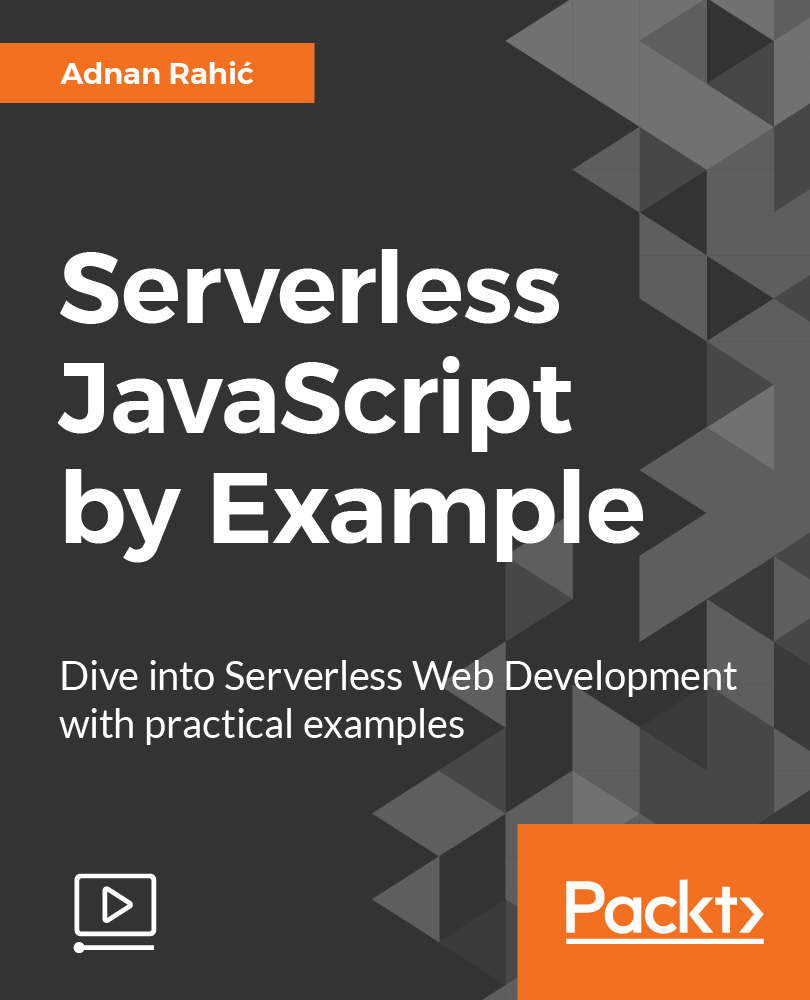 Adnan Rahić
Serverless
JavaScript
by Example
Dive into Serverless Web Development
with practical examples
Packt>